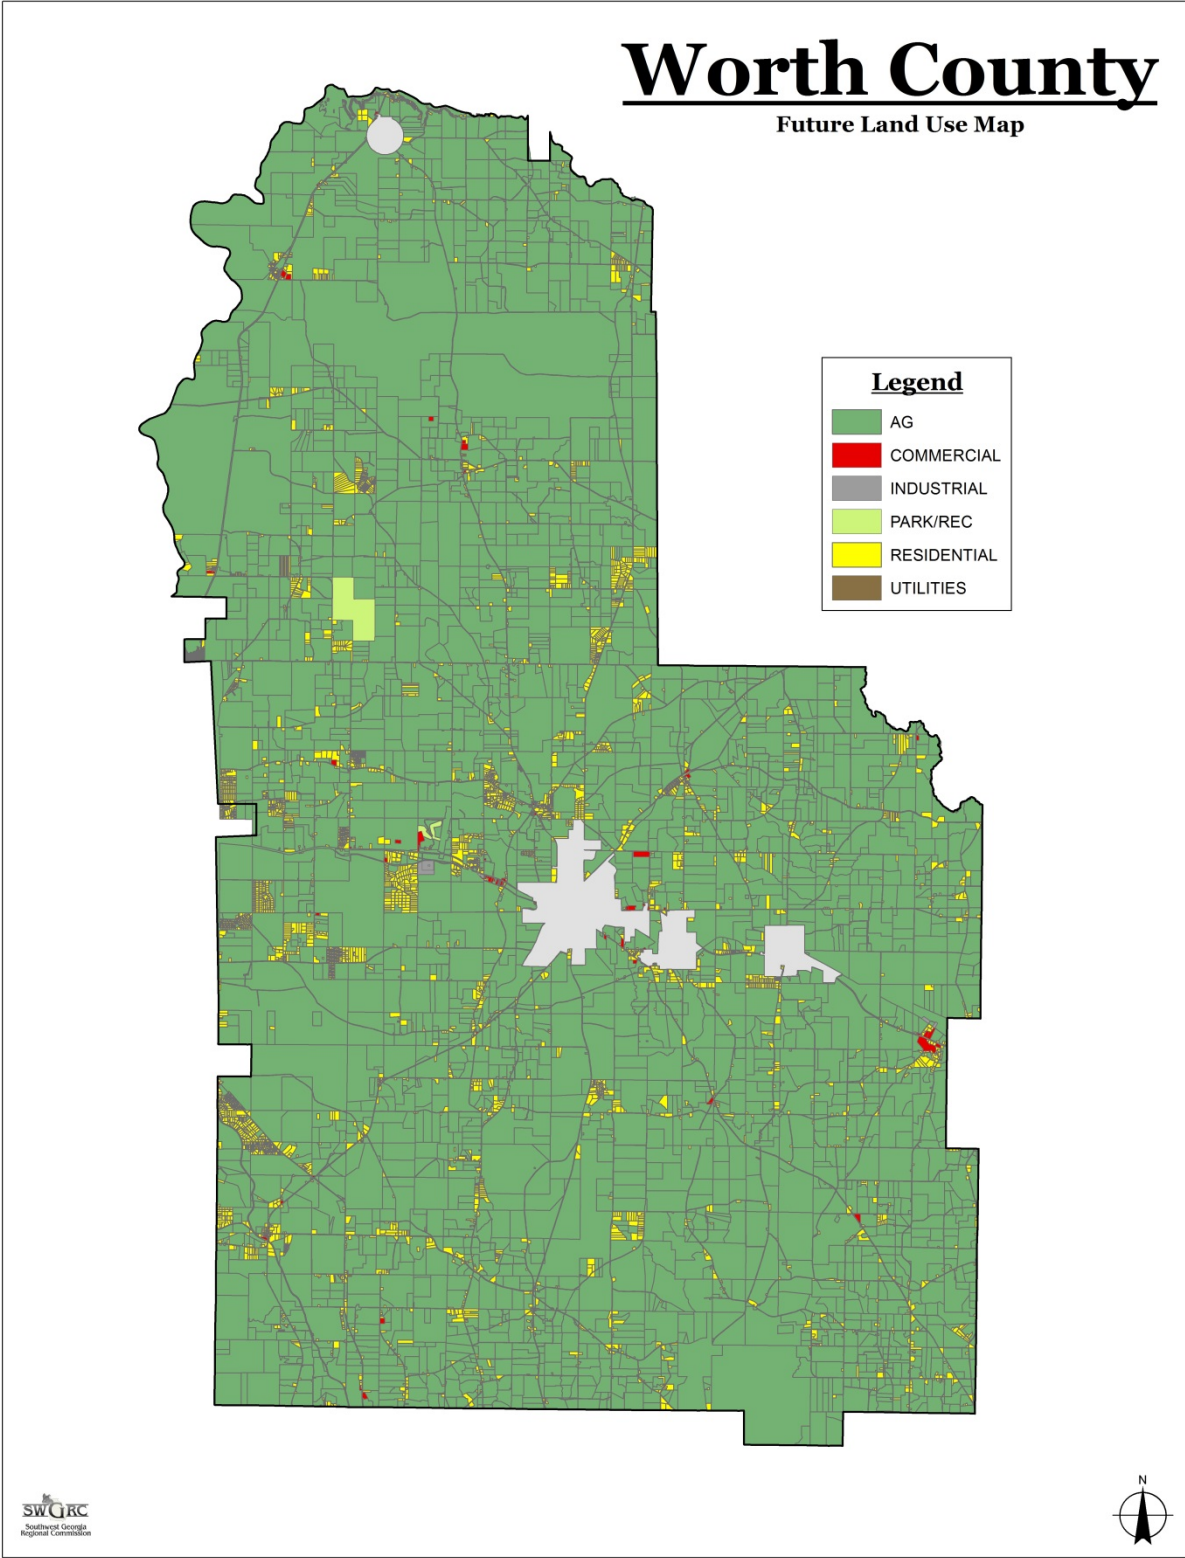 Worth County
Future Land Use Map
Legend
AG
COMMERCIAL
INDUSTRIAL
PARK/REC
RESIDENTIAL
UTILITIES
SWGRC
Southwest Georgia
Regional Commission
N